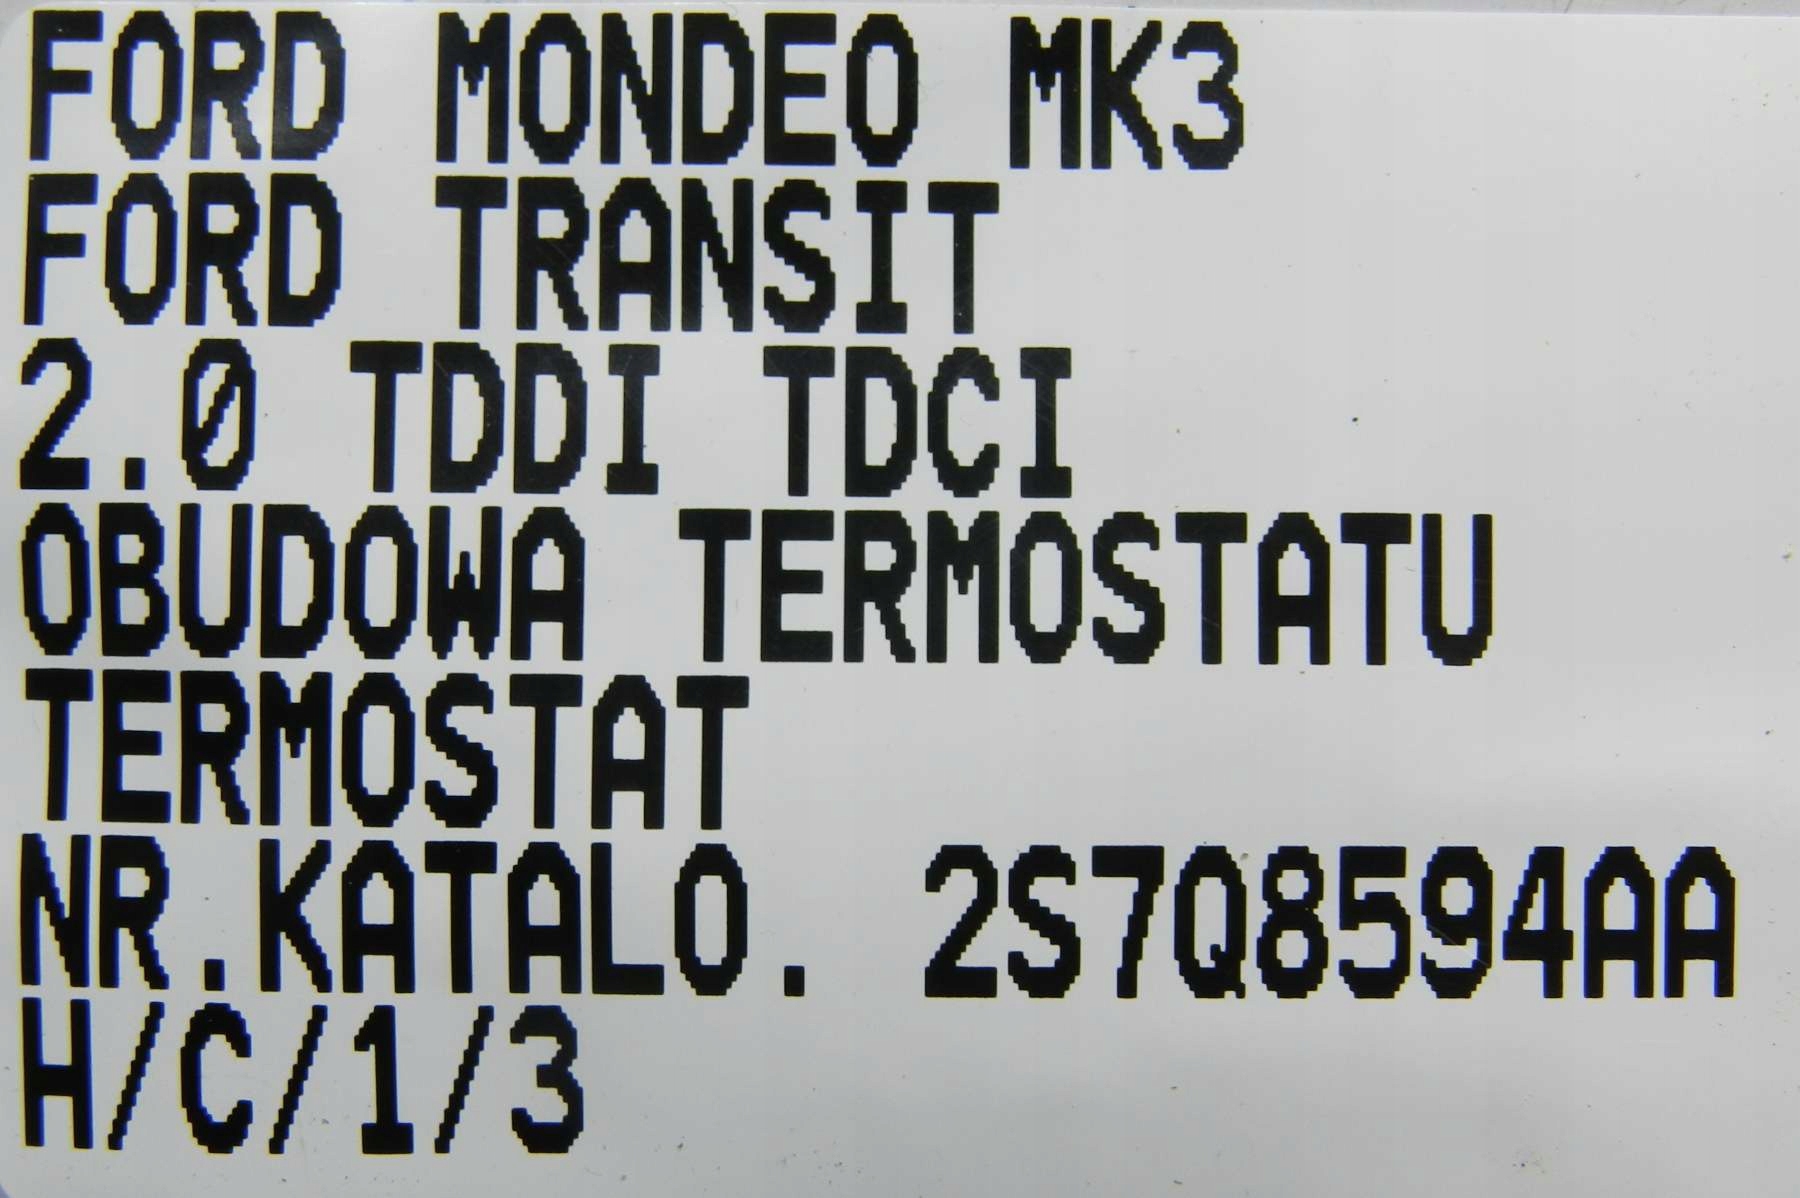 FORD MONDEO MK3
FORD TRANSIT
2.0 TDDI TDCI
OBUDOWA TERMOSTATU
TERMOSTAT
NR.KATALO. 2S7Q8594AA
H/C/1/3